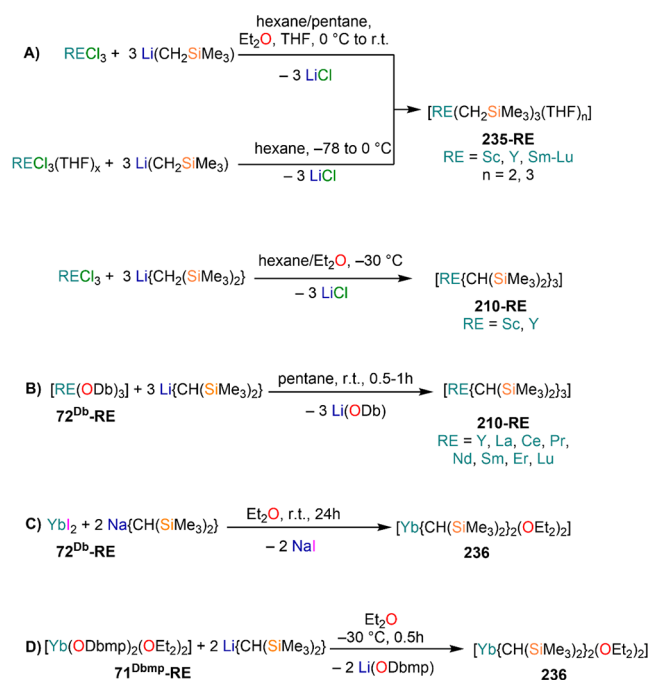 hexane/pentane,
Et₂O, THF, 0 °C to r.t.
A) RECl₃ + 3 Li(CH₂SiMe₃)
– 3 LiCl
[RE(CH₂SiMe₃)₃(THF)ₙ]
235-RE
RE = Sc, Y, Sm-Lu
n = 2, 3
RECl₃(THF)ₓ + 3 Li(CH₂SiMe₃)
hexane, –78 to 0 °C
– 3 LiCl
RECl₃ + 3 Li{CH₂(SiMe₃)₂}
hexane/Et₂O, –30 °C
– 3 LiCl
[RE{CH(SiMe₃)₂}₃]
210-RE
RE = Sc, Y
B) [RE(ODb)₃] + 3 Li{CH(SiMe₃)₂}
72ᴰᵇ-RE
pentane, r.t., 0.5-1h
– 3 Li(ODb)
[RE{CH(SiMe₃)₂}₃]
210-RE
RE = Y, La, Ce, Pr,
Nd, Sm, Er, Lu
C) YbI₂ + 2 Na{CH(SiMe₃)₂}
72ᴰᵇ-RE
Et₂O, r.t., 24h
– 2 NaI
[Yb{CH(SiMe₃)₂}₂(OEt₂)₂]
236
D) [Yb(ODbmp)₂(OEt₂)₂] + 2 Li{CH(SiMe₃)₂}
71ᴰᵇᵐᵖ-RE
Et₂O
–30 °C, 0.5h
– 2 Li(ODbmp)
[Yb{CH(SiMe₃)₂}₂(OEt₂)₂]
236